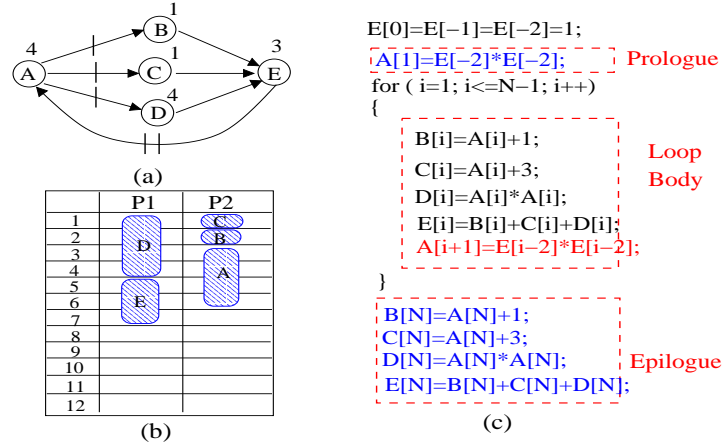 4
A
1
B
1
C
4
D
3
E
(a)
P1 P2
1
2
3
4
5
6
7
8
9
10
11
12
D
E
C
B
A
(b)
E[0]=E[-1]=E[-2]=1;
A[1]=E[-2]*E[-2];
Prologue
for ( i=1; i<=N-1; i++)
{
B[i]=A[i]+1;
C[i]=A[i]+3;
D[i]=A[i]*A[i];
E[i]=B[i]+C[i]+D[i];
A[i+1]=E[i-2]*E[i-2];
Loop
Body
}
B[N]=A[N]+1;
C[N]=A[N]+3;
D[N]=A[N]*A[N];
E[N]=B[N]+C[N]+D[N];
Epilogue
(c)